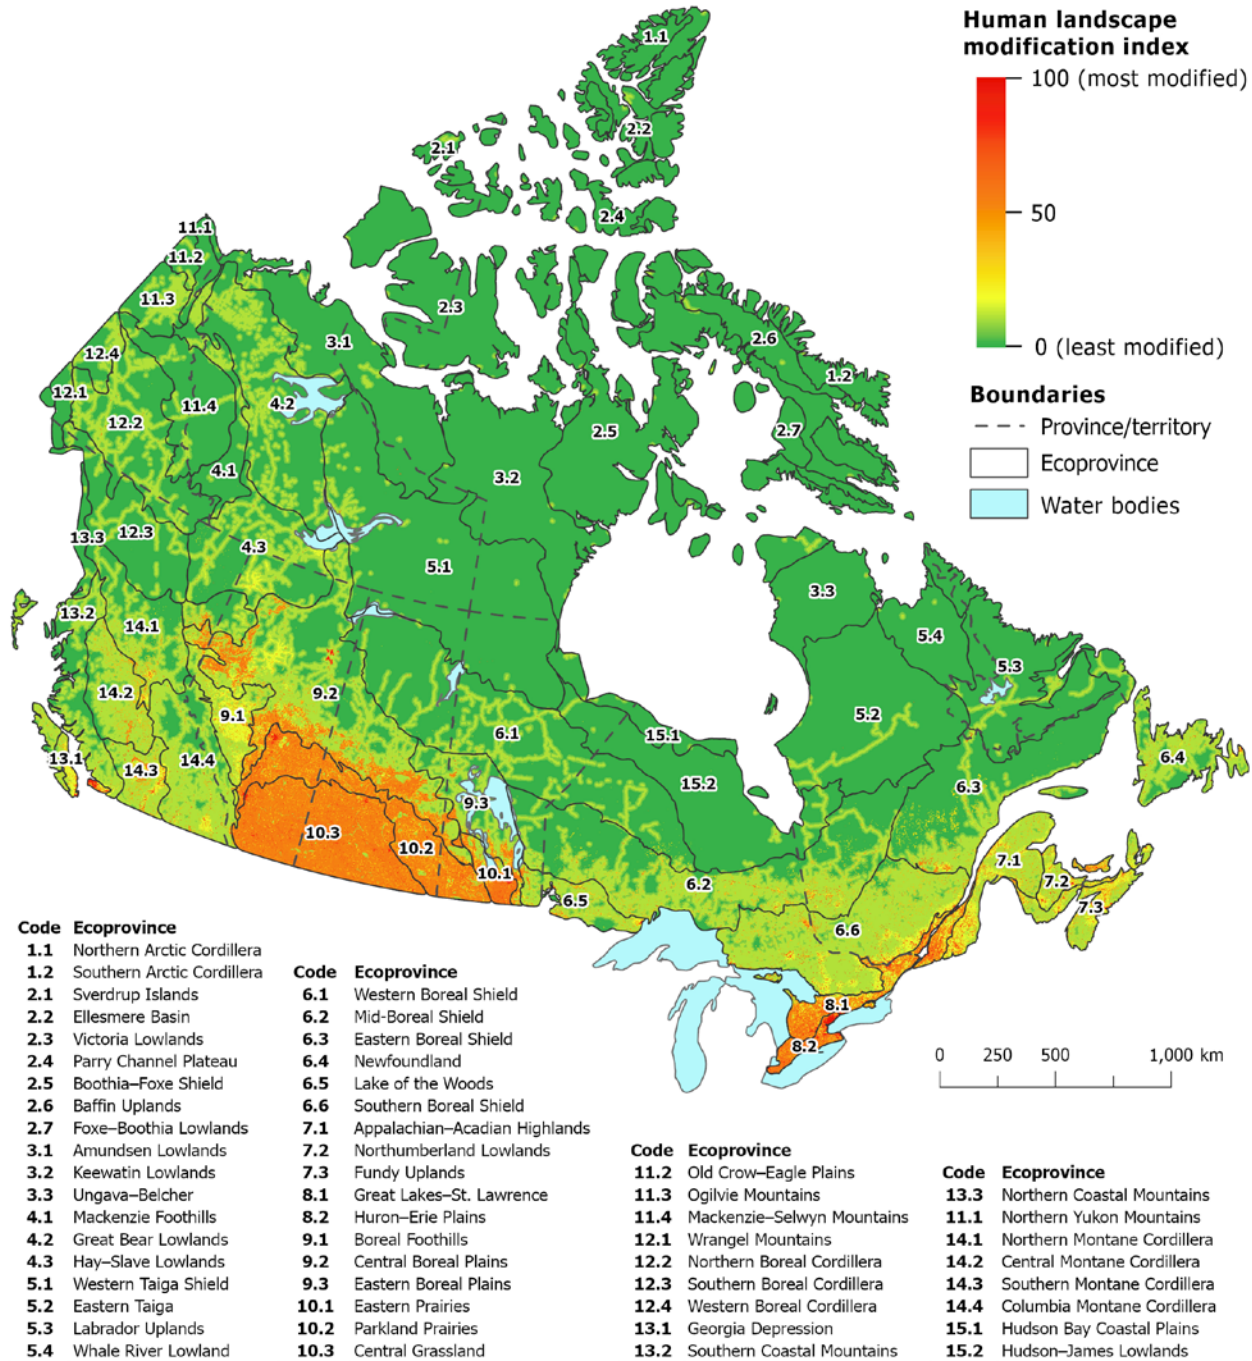 Human landscape
modification index
100 (most modified)
50
0 (least modified)
Boundaries
Province/territory
Ecoprovince
Water bodies
1.1
2.2
2.1
2.4
11.1
11.2
11.3
2.3
3.1
2.6
12.4
1.2
12.1
11.4
4.2
12.2
2.5
2.7
4.1
3.2
12.3
13.3
4.3
5.1
3.3
13.2
14.1
5.4
5.3
14.2
9.2
9.1
5.2
6.1
15.1
13.1
14.3
14.4
15.2
6.4
6.3
9.3
10.3
10.2
10.1
6.2
6.5
7.1
7.2
7.3
6.6
8.1
8.2
0 250 500 1,000 km
Code Ecoprovince
1.1 Northern Arctic Cordillera
1.2 Southern Arctic Cordillera
2.1 Sverdrup Islands
2.2 Ellesmere Basin
2.3 Victoria Lowlands
2.4 Parry Channel Plateau
2.5 Boothia–Foxe Shield
2.6 Baffin Uplands
2.7 Foxe–Boothia Lowlands
3.1 Amundsen Lowlands
3.2 Keewatin Lowlands
3.3 Ungava–Belcher
4.1 Mackenzie Foothills
4.2 Great Bear Lowlands
4.3 Hay–Slave Lowlands
5.1 Western Taiga Shield
5.2 Eastern Taiga
5.3 Labrador Uplands
5.4 Whale River Lowland
Code Ecoprovince
6.1 Western Boreal Shield
6.2 Mid-Boreal Shield
6.3 Eastern Boreal Shield
6.4 Newfoundland
6.5 Lake of the Woods
6.6 Southern Boreal Shield
7.1 Appalachian–Acadian Highlands
7.2 Northumberland Lowlands
7.3 Fundy Uplands
8.1 Great Lakes–St. Lawrence
8.2 Huron–Erie Plains
9.1 Boreal Foothills
9.2 Central Boreal Plains
9.3 Eastern Boreal Plains
10.1 Eastern Prairies
10.2 Parkland Prairies
10.3 Central Grassland
Code Ecoprovince
11.2 Old Crow–Eagle Plains
11.3 Ogilvie Mountains
11.4 Mackenzie–Selwyn Mountains
12.1 Wrangel Mountains
12.2 Northern Boreal Cordillera
12.3 Southern Boreal Cordillera
12.4 Western Boreal Cordillera
13.1 Georgia Depression
13.2 Southern Coastal Mountains
Code Ecoprovince
13.3 Northern Coastal Mountains
11.1 Northern Yukon Mountains
14.1 Northern Montane Cordillera
14.2 Central Montane Cordillera
14.3 Southern Montane Cordillera
14.4 Columbia Montane Cordillera
15.1 Hudson Bay Coastal Plains
15.2 Hudson–James Lowlands